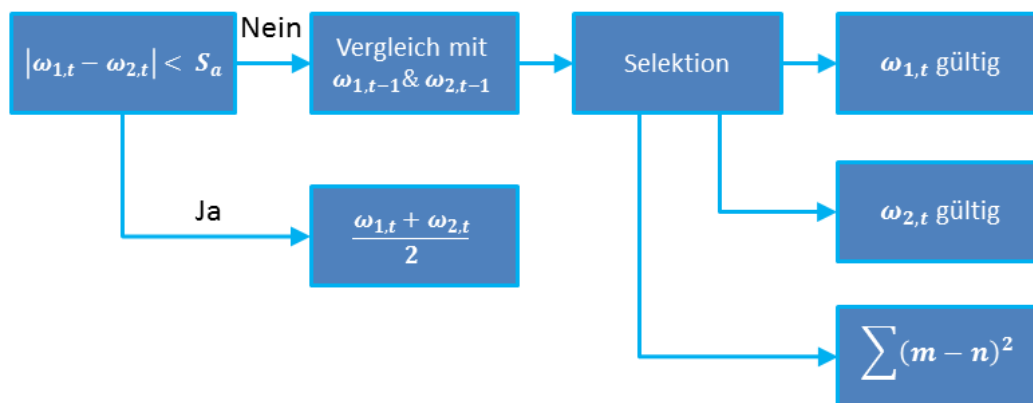 |ω₁,ₜ − ω₂,ₜ| < Sₐ
Nein
Vergleich mit
ω₁,ₜ₋₁ & ω₂,ₜ₋₁
Selektion
ω₁,ₜ gültig
Ja
ω₁,ₜ + ω₂,ₜ
2
ω₂,ₜ gültig
∑(m − n)²